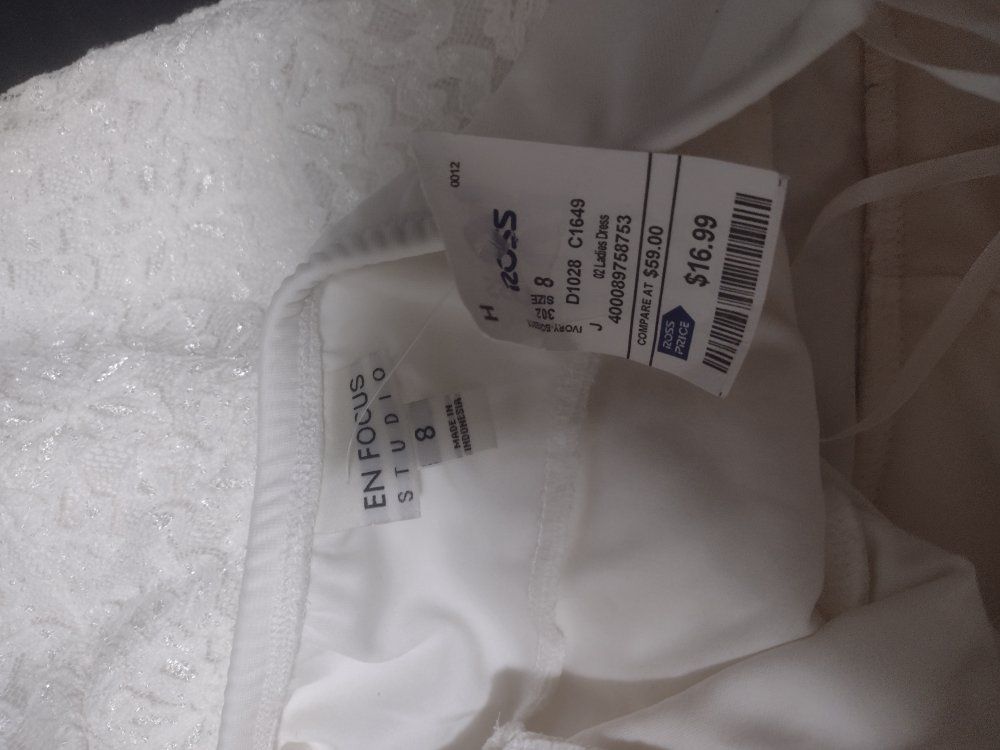 0012
H
ROSS
302
SIZE 8
D1028 C1649
02 Ladies Dress
J 400089758753
COMPARE AT $59.00
ROSS
PRICE
$16.99
EN FOCUS
STUDIO
8
MADE IN
INDONESIA